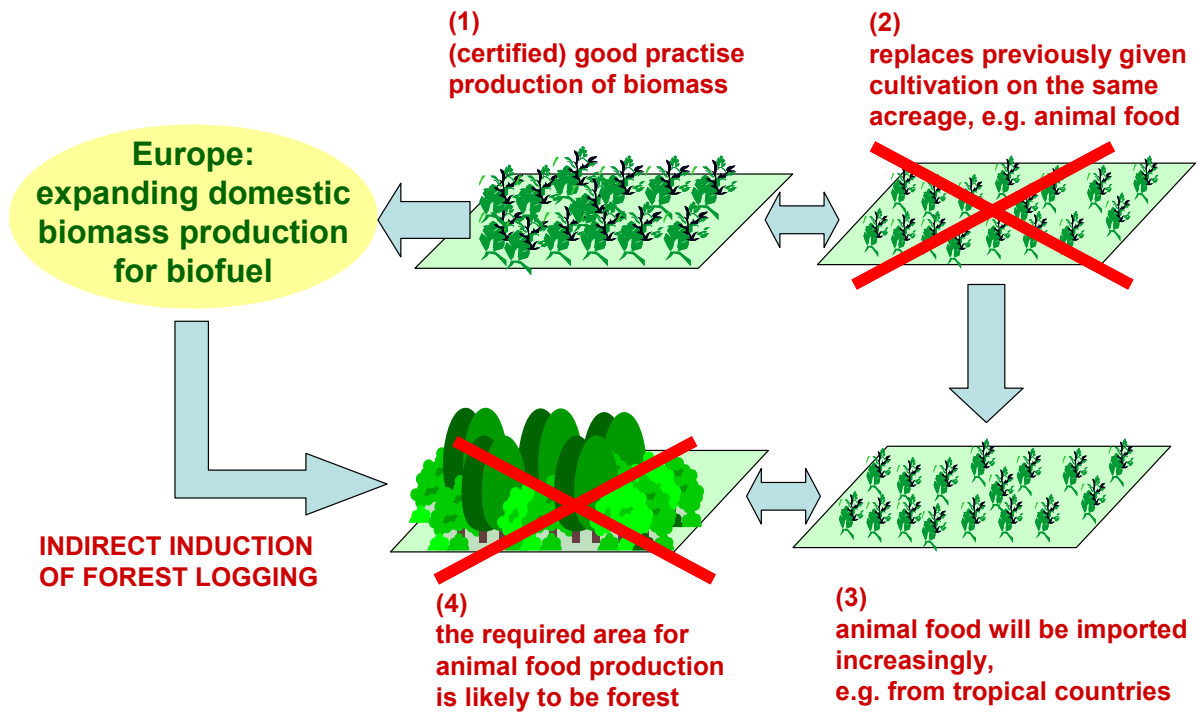 (1)
(certified) good practise
production of biomass
(2)
replaces previously given
cultivation on the same
acreage, e.g. animal food
Europe:
expanding domestic
biomass production
for biofuel
INDIRECT INDUCTION
OF FOREST LOGGING
(4)
the required area for
animal food production
is likely to be forest
(3)
animal food will be imported
increasingly,
e.g. from tropical countries